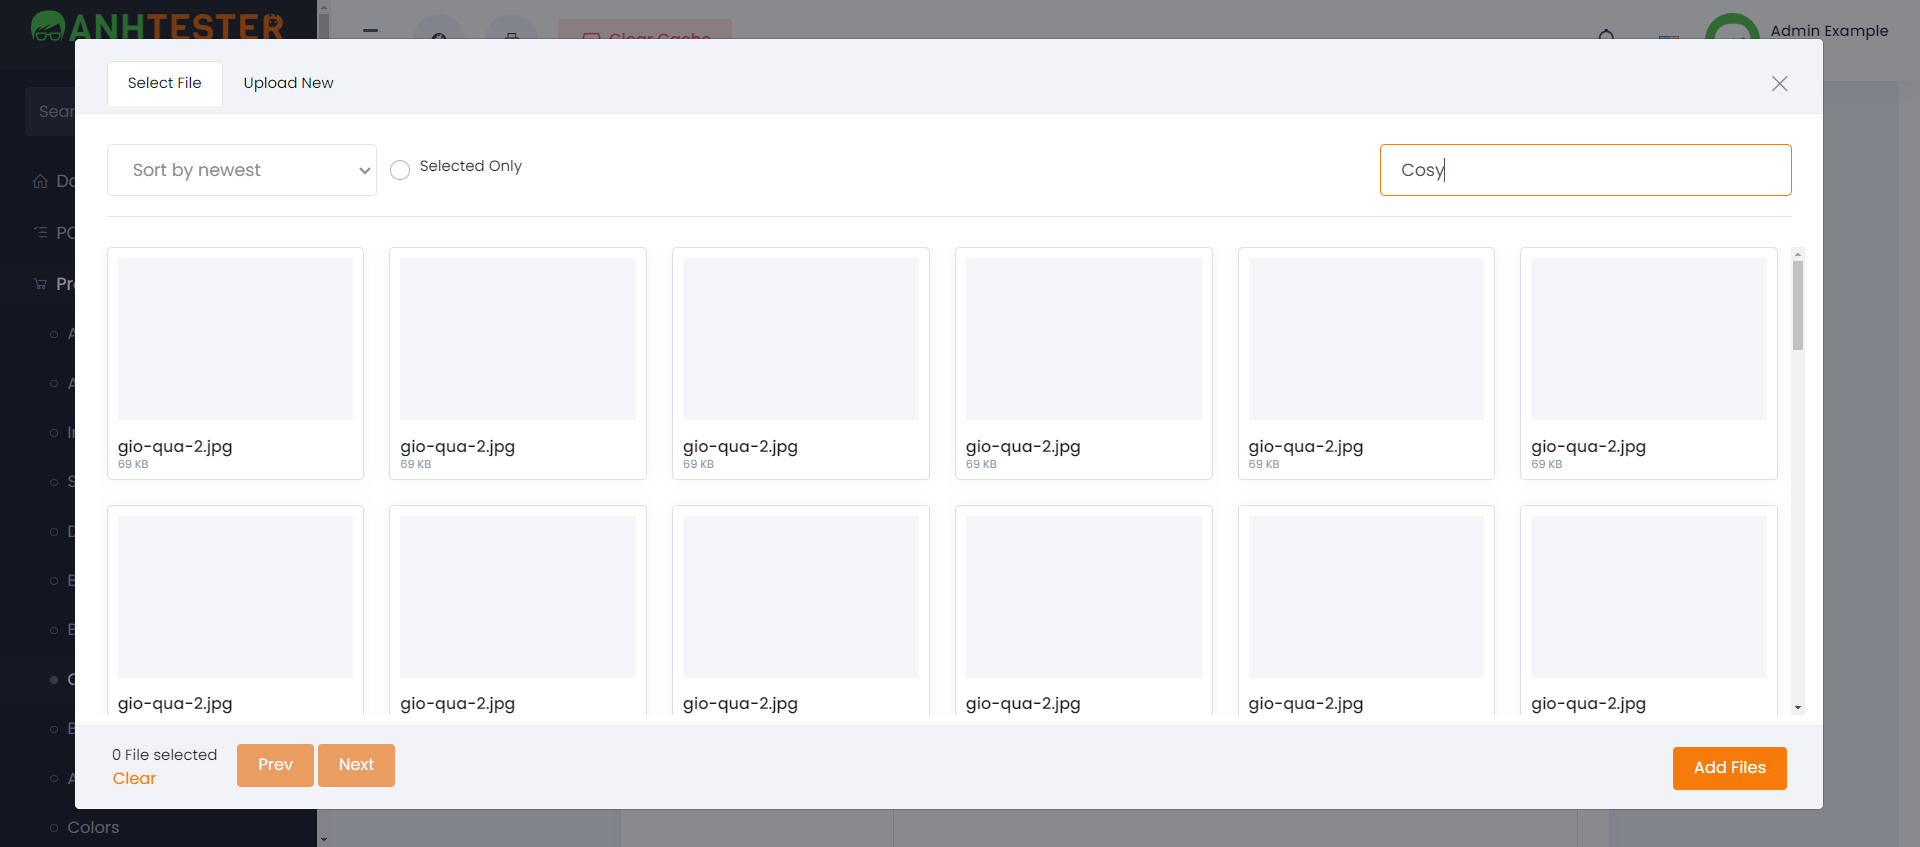 ANHTESTER
Clear Cache
Admin Example
Select File
Upload New
Sort by newest
Selected Only
Cosy
gio-qua-2.jpg
69 KB
gio-qua-2.jpg
69 KB
gio-qua-2.jpg
69 KB
gio-qua-2.jpg
69 KB
gio-qua-2.jpg
69 KB
gio-qua-2.jpg
69 KB
gio-qua-2.jpg
gio-qua-2.jpg
gio-qua-2.jpg
gio-qua-2.jpg
gio-qua-2.jpg
gio-qua-2.jpg
0 File selected
Clear
Prev
Next
Add Files
Colors